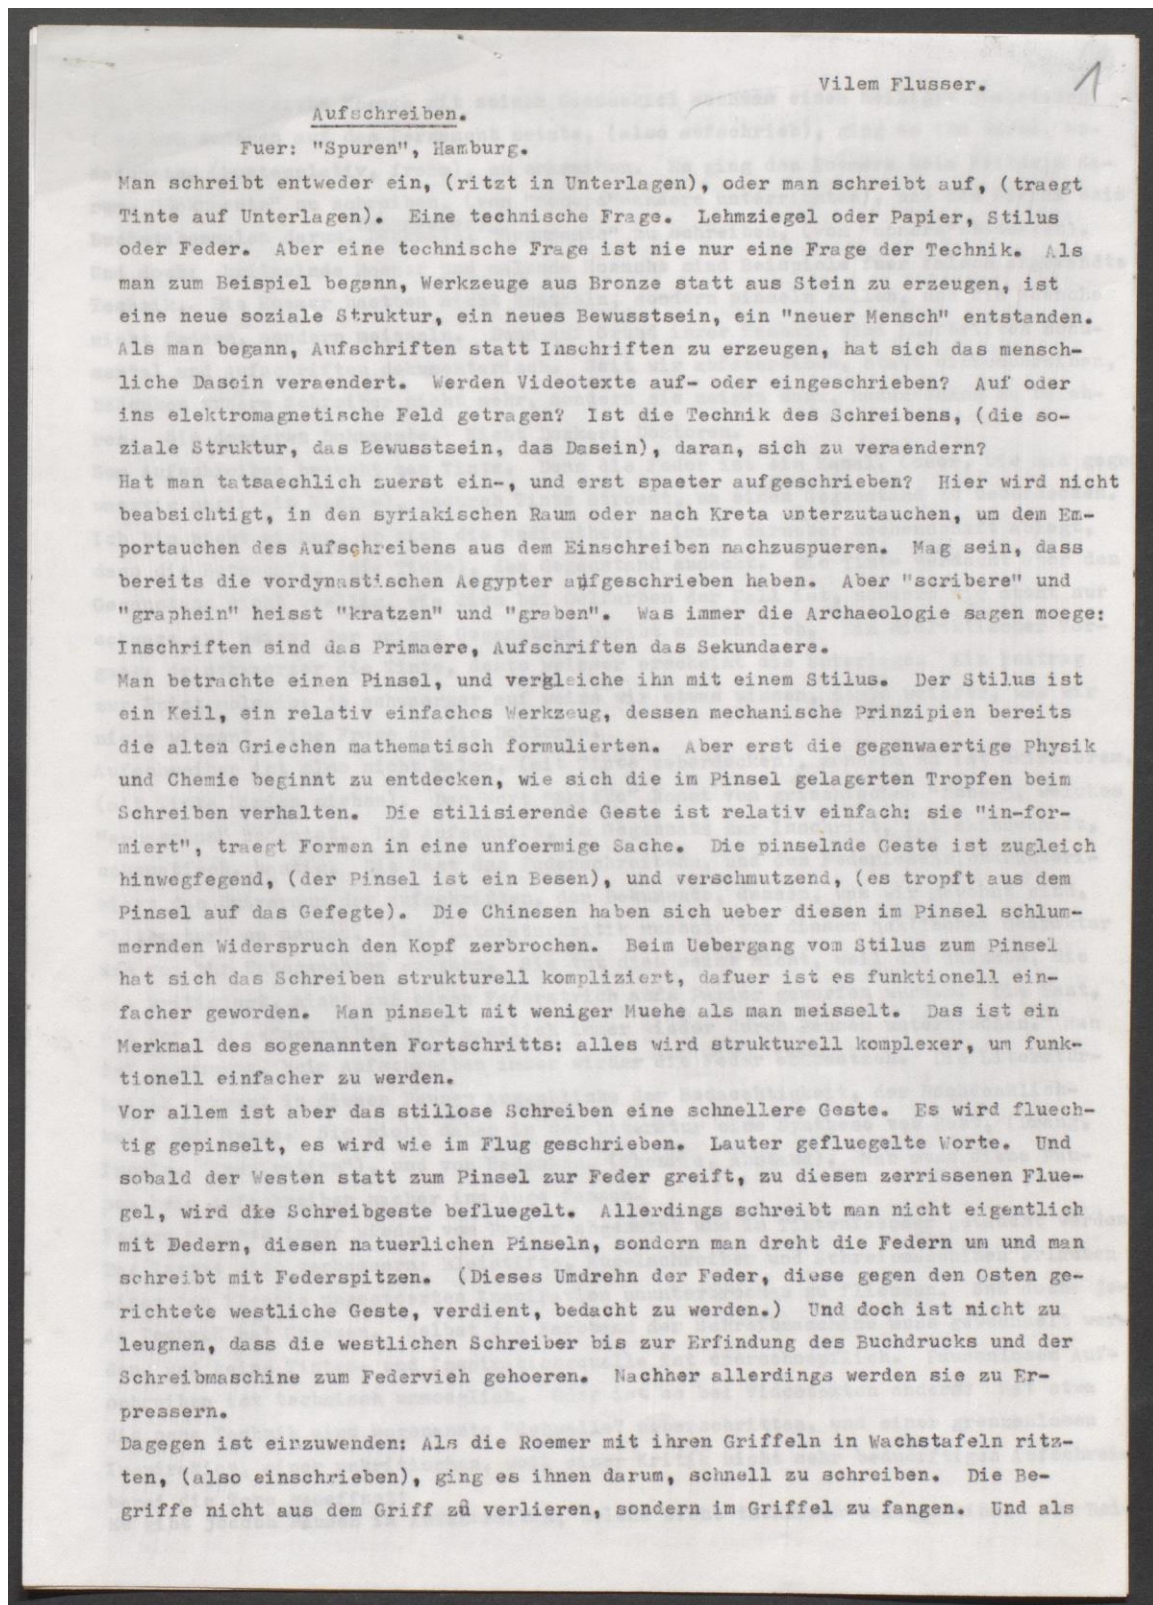 Vilem Flusser.
1
Aufschreiben.
Fuer: "Spuren", Hamburg.
Man schreibt entweder ein, (ritzt in Unterlagen), oder man schreibt auf, (traegt
Tinte auf Unterlagen). Eine technische Frage. Lehmziegel oder Papier, Stilus
oder Feder. Aber eine technische Frage ist nie nur eine Frage der Technik. Als
man zum Beispiel begann, Werkzeuge aus Bronze statt aus Stein zu erzeugen, ist
eine neue soziale Struktur, ein neues Bewusstsein, ein "neuer Mensch" entstanden.
Als man begann, Aufschriften statt Inschriften zu erzeugen, hat sich das mensch-
liche Dasein veraendert. Werden Videotexte auf- oder eingeschrieben? Auf oder
ins elektromagnetische Feld getragen? Ist die Technik des Schreibens, (die so-
ziale Struktur, das Bewusstsein, das Dasein), daran, sich zu veraendern?
Hat man tatsaechlich zuerst ein-, und erst spaeter aufgeschrieben? Hier wird nicht
beabsichtigt, in den syriakischen Raum oder nach Kreta unterzutauchen, um dem Em-
portauchen des Aufschreibens aus dem Einschreiben nachzuspueren. Mag sein, dass
bereits die vordynastischen Aegypter aufgeschrieben haben. Aber "scribere" und
"graphein" heisst "kratzen" und "graben". Was immer die Archaeologie sagen moege:
Inschriften sind das Primaere, Aufschriften das Sekundaere.
Man betrachte einen Pinsel, und vergleiche ihn mit einem Stilus. Der Stilus ist
ein Keil, ein relativ einfaches Werkzeug, dessen mechanische Prinzipien bereits
die alten Griechen mathematisch formulierten. Aber erst die gegenwaertige Physik
und Chemie beginnt zu entdecken, wie sich die im Pinsel gelagerten Tropfen beim
Schreiben verhalten. Die stilisierende Geste ist relativ einfach: sie "in-for-
miert", traegt Formen in eine unfoermige Sache. Die pinselnde Geste ist zugleich
hinwegfegend, (der Pinsel ist ein Besen), und verschmutzend, (es tropft aus dem
Pinsel auf das Gefegte). Die Chinesen haben sich ueber diesen im Pinsel schlum-
mernden Widerspruch den Kopf zerbrochen. Beim Uebergang vom Stilus zum Pinsel
hat sich das Schreiben strukturell kompliziert, dafuer ist es funktionell ein-
facher geworden. Man pinselt mit weniger Muehe als man meisselt. Das ist ein
Merkmal des sogenannten Fortschritts: alles wird strukturell komplexer, um funk-
tionell einfacher zu werden.
Vor allem ist aber das stillose Schreiben eine schnellere Geste. Es wird fluech-
tig gepinselt, es wird wie im Flug geschrieben. Lauter gefluegelte Worte. Und
sobald der Westen statt zum Pinsel zur Feder greift, zu diesem zerrissenen Flue-
gel, wird die Schreibgeste befluegelt. Allerdings schreibt man nicht eigentlich
mit Dedern, diesen natuerlichen Pinseln, sondern man dreht die Federn um und man
schreibt mit Federspitzen. (Dieses Umdrehn der Feder, diese gegen den Osten ge-
richtete westliche Geste, verdient, bedacht zu werden.) Und doch ist nicht zu
leugnen, dass die westlichen Schreiber bis zur Erfindung des Buchdrucks und der
Schreibmaschine zum Federvieh gehoeren. Nachher allerdings werden sie zu Er-
pressern.
Dagegen ist einzuwenden: Als die Roemer mit ihren Griffeln in Wachstafeln ritz-
ten, (also einschrieben), ging es ihnen darum, schnell zu schreiben. Die Be-
griffe nicht aus dem Griff zu verlieren, sondern im Griffel zu fangen. Und als